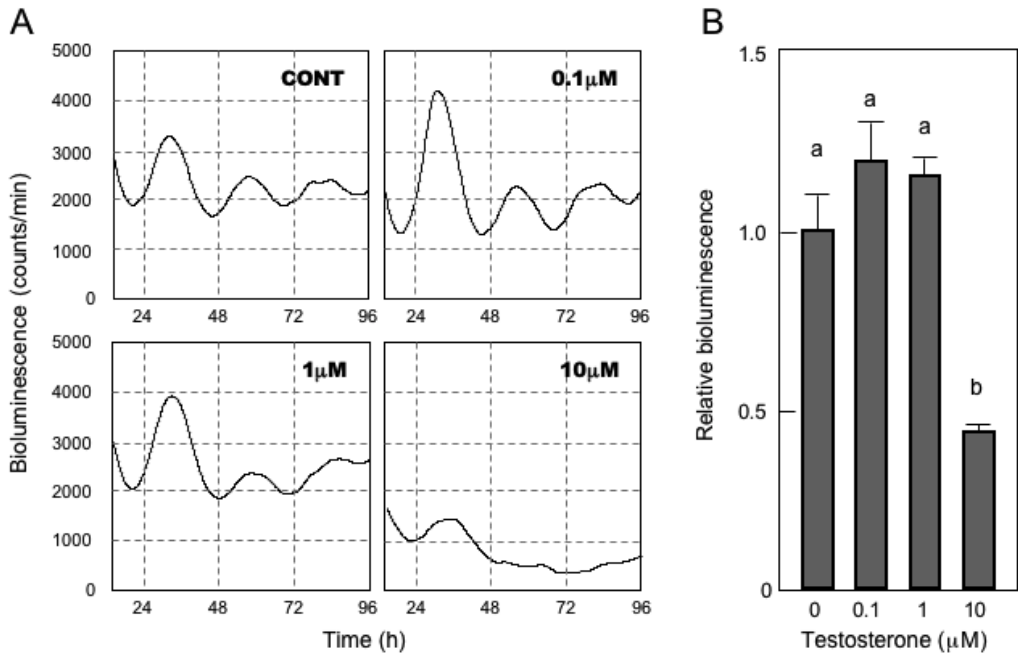 A
B
Bioluminescence (counts/min)
5000
4000
3000
2000
1000
0
CONT
24
48
72
96
0.1μM
24
48
72
96
5000
4000
3000
2000
1000
0
1μM
24
48
72
96
10μM
24
48
72
96
Time (h)
Relative bioluminescence
1.5
1.0
0.5
0
a
a
a
b
0
0.1
1
10
Testosterone (μM)